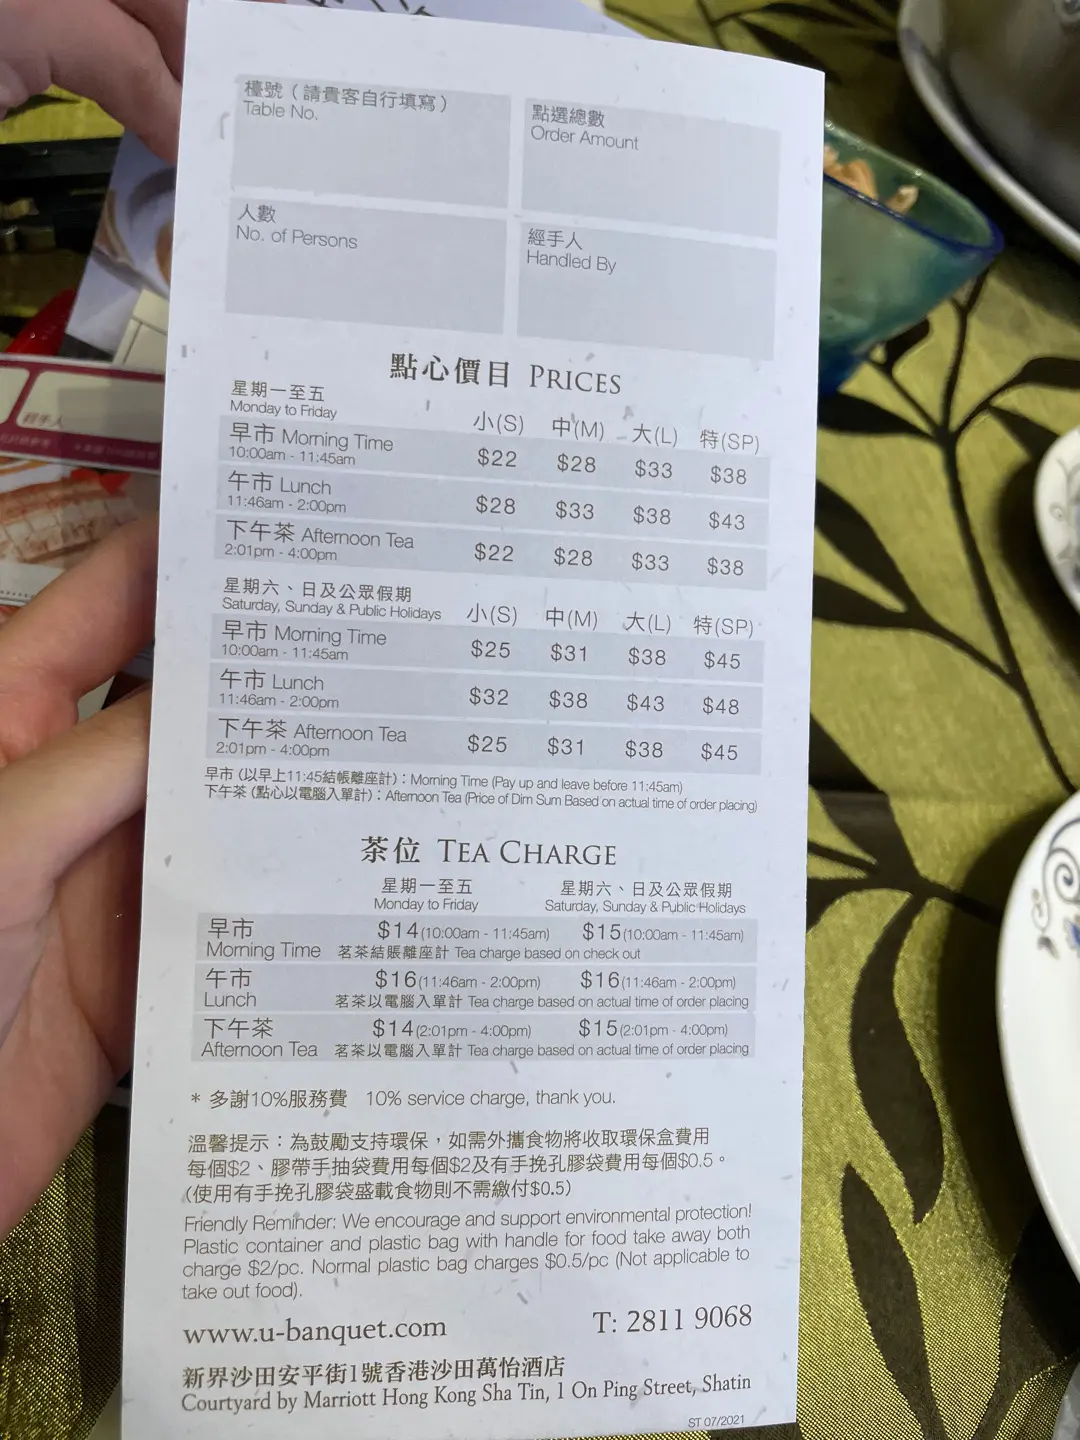 檯號（請貴客自行填寫）
Table No.
點選總數
Order Amount
人數
No. of Persons
經手人
Handled By
點心價目 PRICES
星期一至五
Monday to Friday
小(S) 中(M) 大(L) 特(SP)
早市 Morning Time
10:00am - 11:45am
$22 $28 $33 $38
午市 Lunch
11:46am - 2:00pm
$28 $33 $38 $43
下午茶 Afternoon Tea
2:01pm - 4:00pm
$22 $28 $33 $38
星期六、日及公眾假期
Saturday, Sunday & Public Holidays
小(S) 中(M) 大(L) 特(SP)
早市 Morning Time
10:00am - 11:45am
$25 $31 $38 $45
午市 Lunch
11:46am - 2:00pm
$32 $38 $43 $48
下午茶 Afternoon Tea
2:01pm - 4:00pm
$25 $31 $38 $45
早市 (以早上11:45結帳離座計)：Morning Time (Pay up and leave before 11:45am)
下午茶 (點心以電腦入單計)：Afternoon Tea (Price of Dim Sum Based on actual time of order placing)
茶位 TEA CHARGE
星期一至五
Monday to Friday
星期六、日及公眾假期
Saturday, Sunday & Public Holidays
早市
Morning Time
$14 (10:00am - 11:45am) $15 (10:00am - 11:45am)
茗茶結賬離座計 Tea charge based on check out
午市
Lunch
$16 (11:46am - 2:00pm) $16 (11:46am - 2:00pm)
茗茶以電腦入單計 Tea charge based on actual time of order placing
下午茶
Afternoon Tea
$14 (2:01pm - 4:00pm) $15 (2:01pm - 4:00pm)
茗茶以電腦入單計 Tea charge based on actual time of order placing
* 多謝10%服務費 10% service charge, thank you.
溫馨提示：為鼓勵支持環保，如需外攜食物將收取環保盒費用
每個$2、膠帶手抽袋費用每個$2及有手挽孔膠袋費用每個$0.5。
(使用有手挽孔膠袋盛載食物則不需繳付$0.5)
Friendly Reminder: We encourage and support environmental protection!
Plastic container and plastic bag with handle for food take away both
charge $2/pc. Normal plastic bag charges $0.5/pc (Not applicable to
take out food).
www.u-banquet.com
T: 2811 9068
新界沙田安平街1號香港沙田萬怡酒店
Courtyard by Marriott Hong Kong Sha Tin, 1 On Ping Street, Shatin
ST 07/2021
經手人